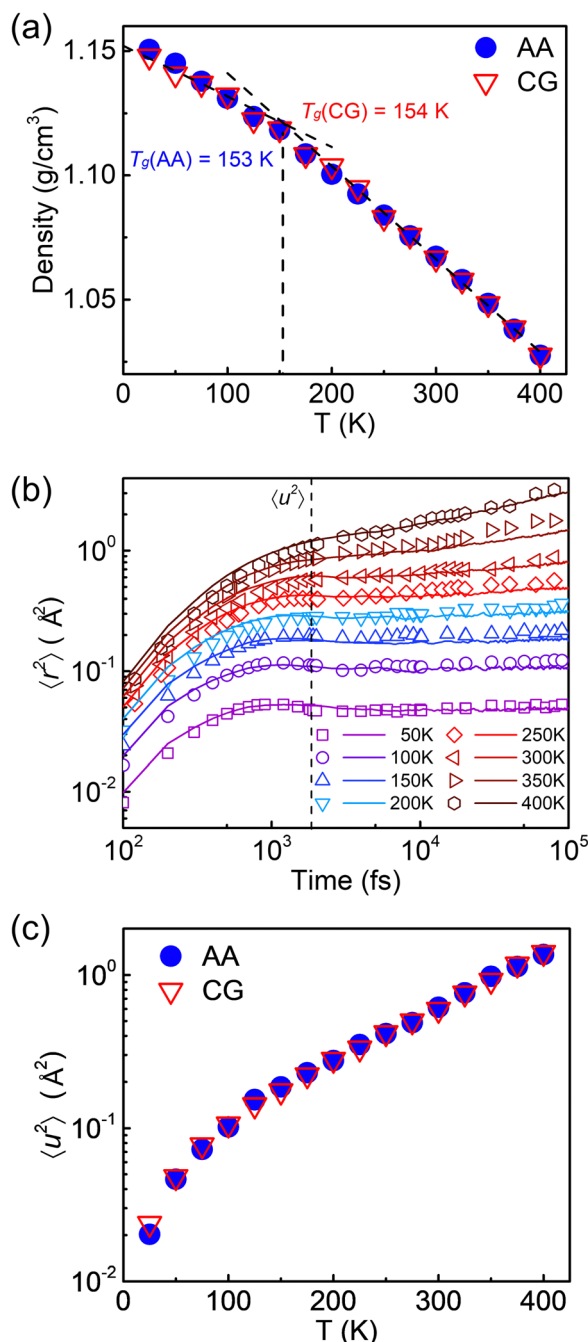 (a)
1.15
1.10
1.05
Density (g/cm³)
AA
CG
Tg(CG) = 154 K
Tg(AA) = 153 K
0 100 200 300 400
T (K)
(b)
⟨u²⟩
10⁰
10⁻¹
10⁻²
⟨r²⟩ (Å²)
50K 250K
100K 300K
150K 350K
200K 400K
10² 10³ 10⁴ 10⁵
Time (fs)
(c)
AA
CG
10⁰
10⁻¹
10⁻²
⟨u²⟩ (Å²)
0 100 200 300 400
T (K)